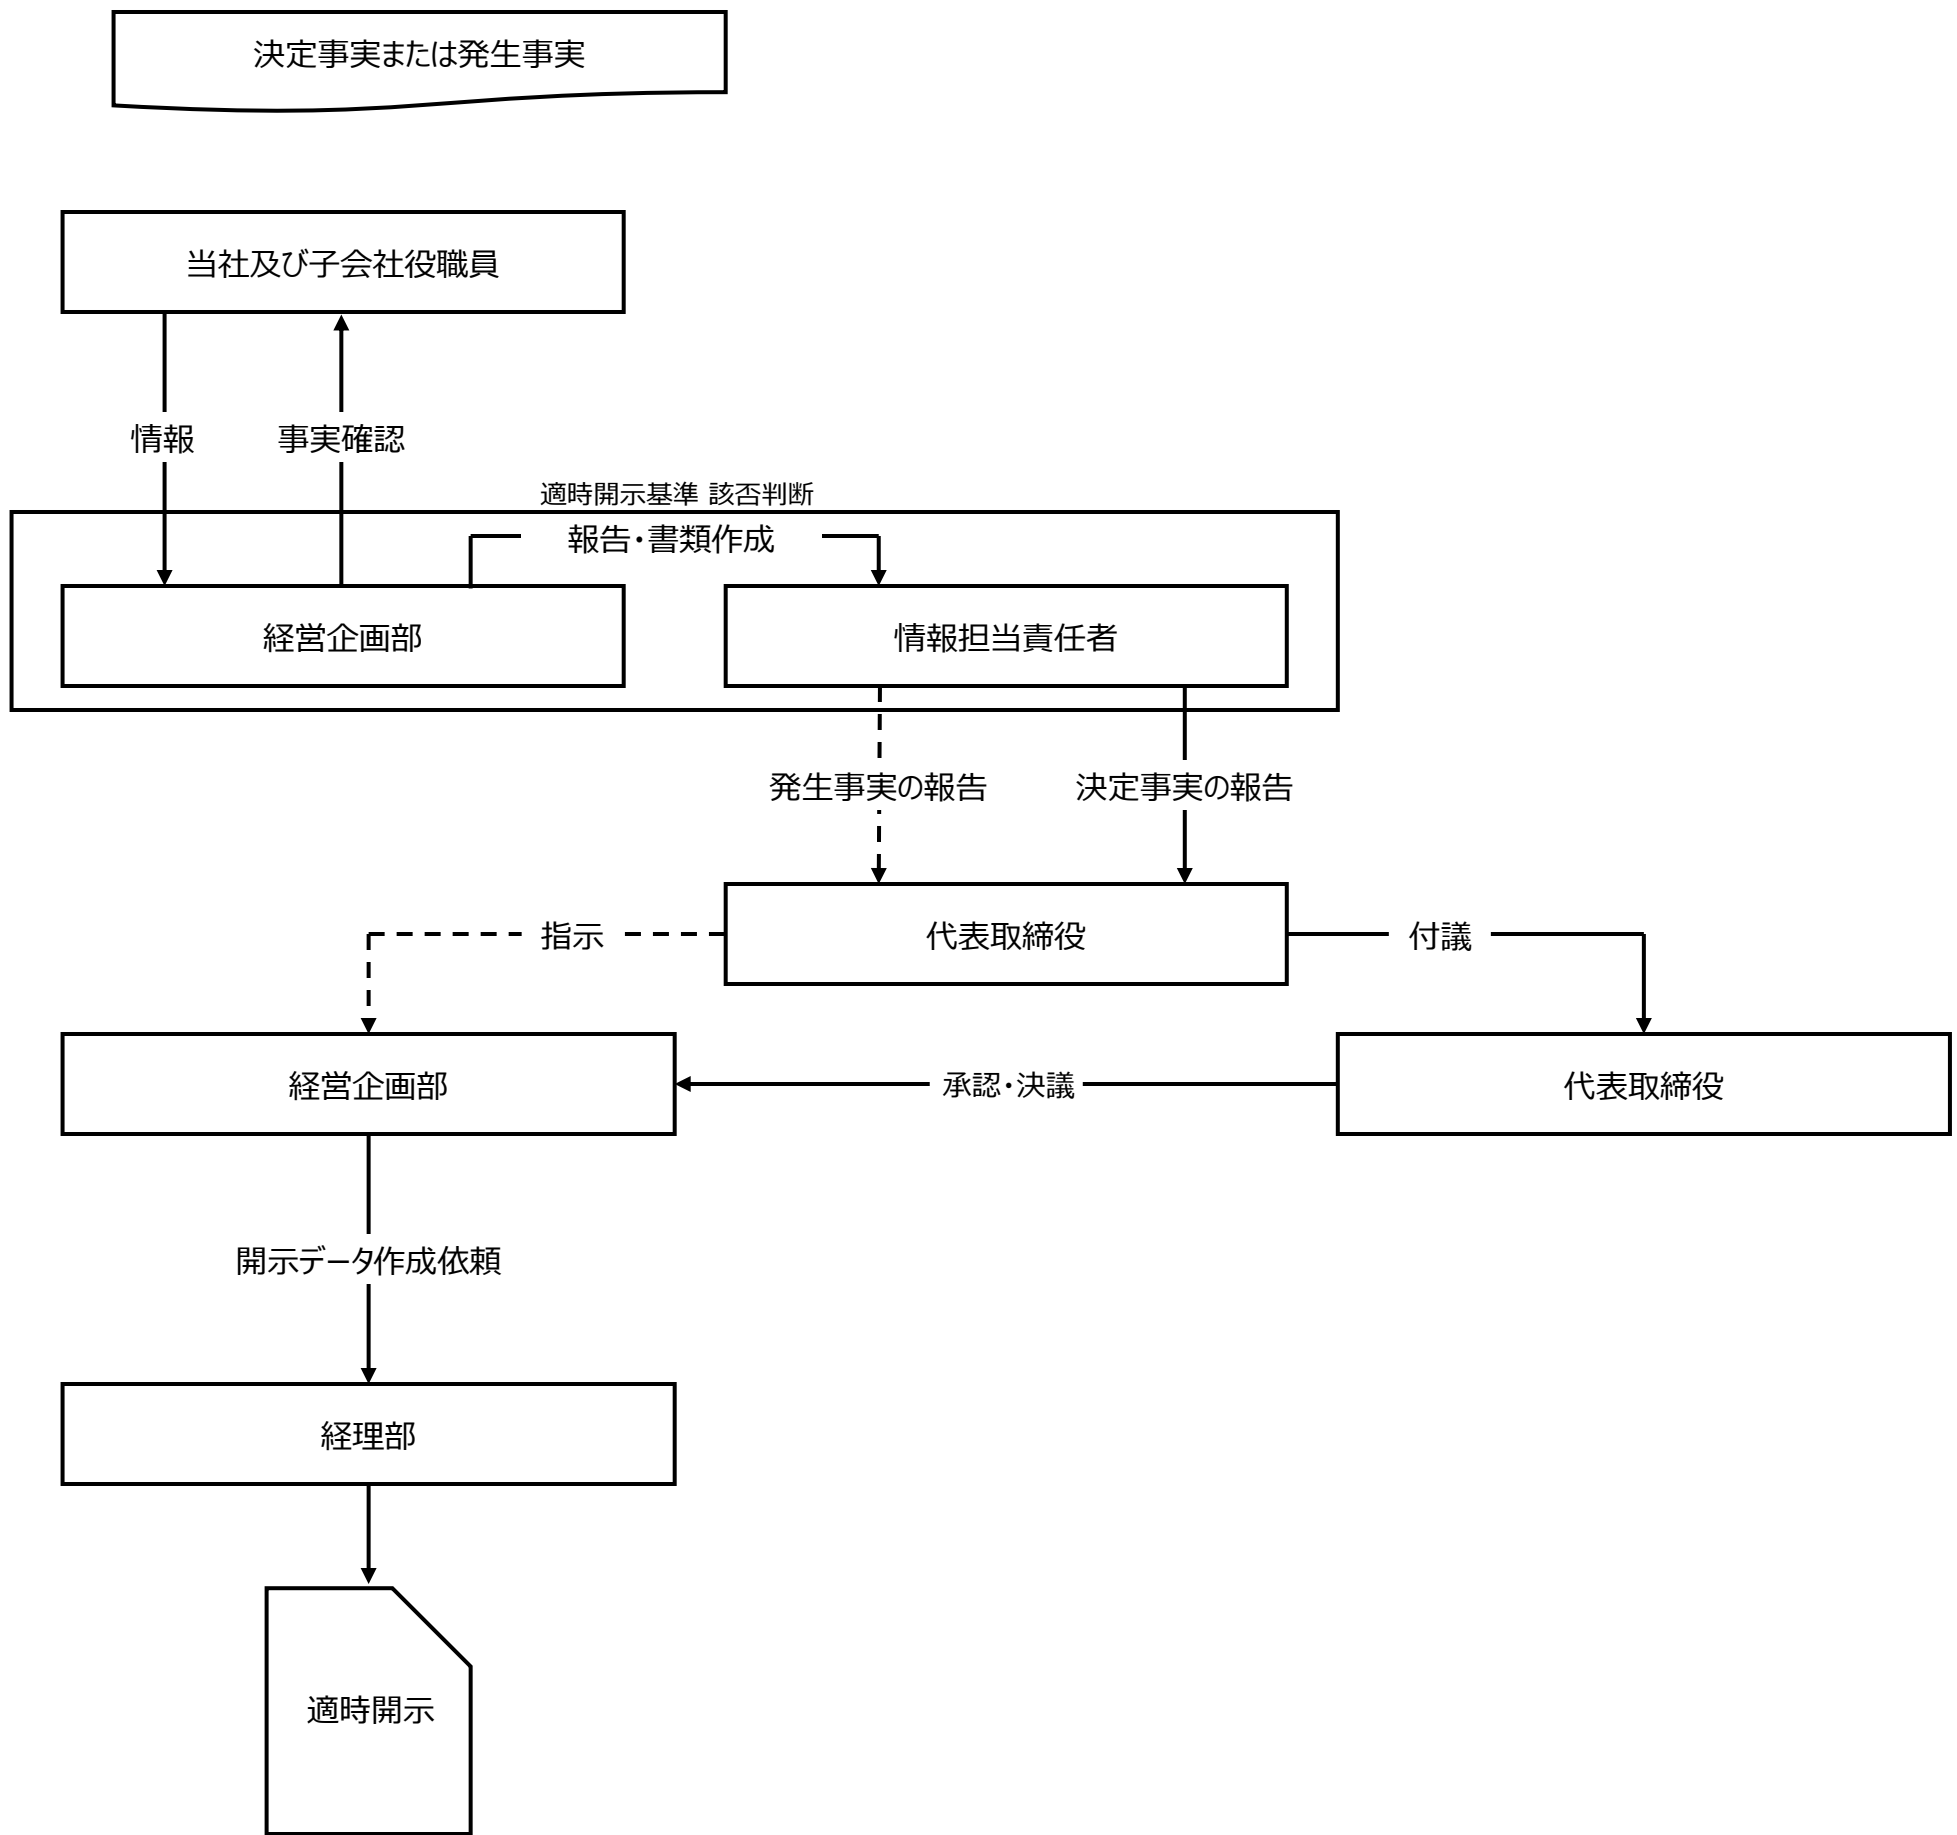 決定事実または発生事実
当社及び子会社役職員
情報
事実確認
適時開示基準 該否判断
報告・書類作成
経営企画部
情報担当責任者
発生事実の報告
決定事実の報告
指示
代表取締役
付議
経営企画部
承認・決議
代表取締役
開示データ作成依頼
経理部
適時開示